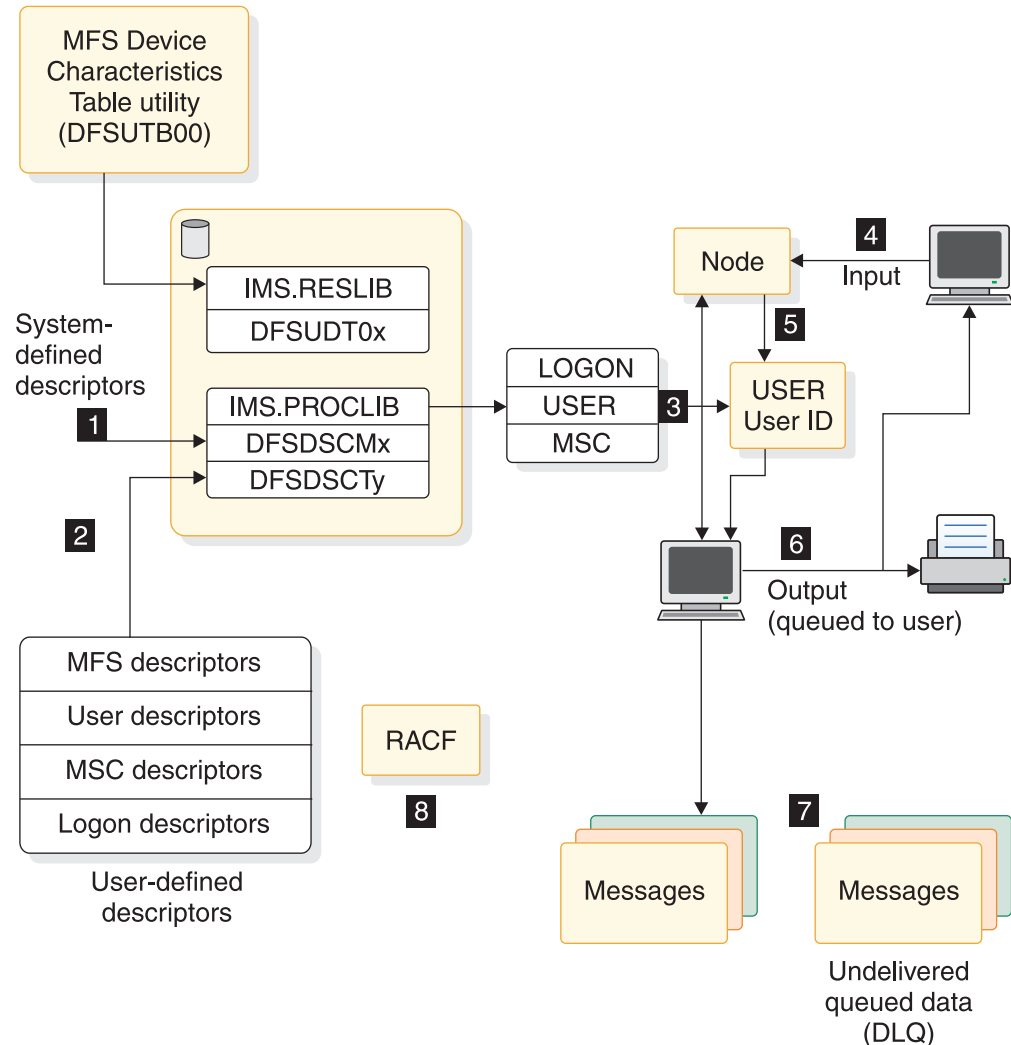 MFS Device
Characteristics
Table utility
(DFSUTB00)
IMS.RESLIB
DFSUDT0x
System-
defined
descriptors
1
IMS.PROCLIB
DFSDSCMx
DFSDSCTy
2
LOGON
USER
MSC
3
Node
4
Input
5
USER
User ID
6
Output
(queued to user)
MFS descriptors
User descriptors
MSC descriptors
Logon descriptors
User-defined
descriptors
RACF
8
Messages
7
Messages
Undelivered
queued data
(DLQ)